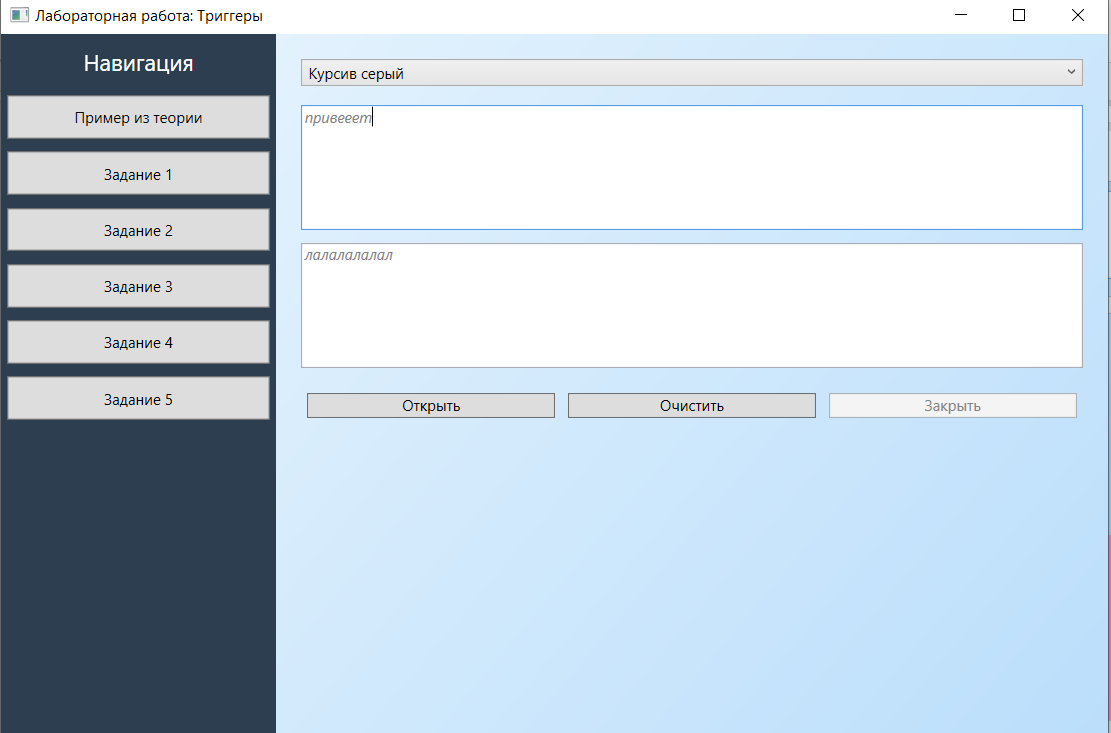 Лабораторная работа: Триггеры
Навигация
Пример из теории
Задание 1
Задание 2
Задание 3
Задание 4
Задание 5
Курсив серый
привееет
лалалалалал
Открыть
Очистить
Закрыть